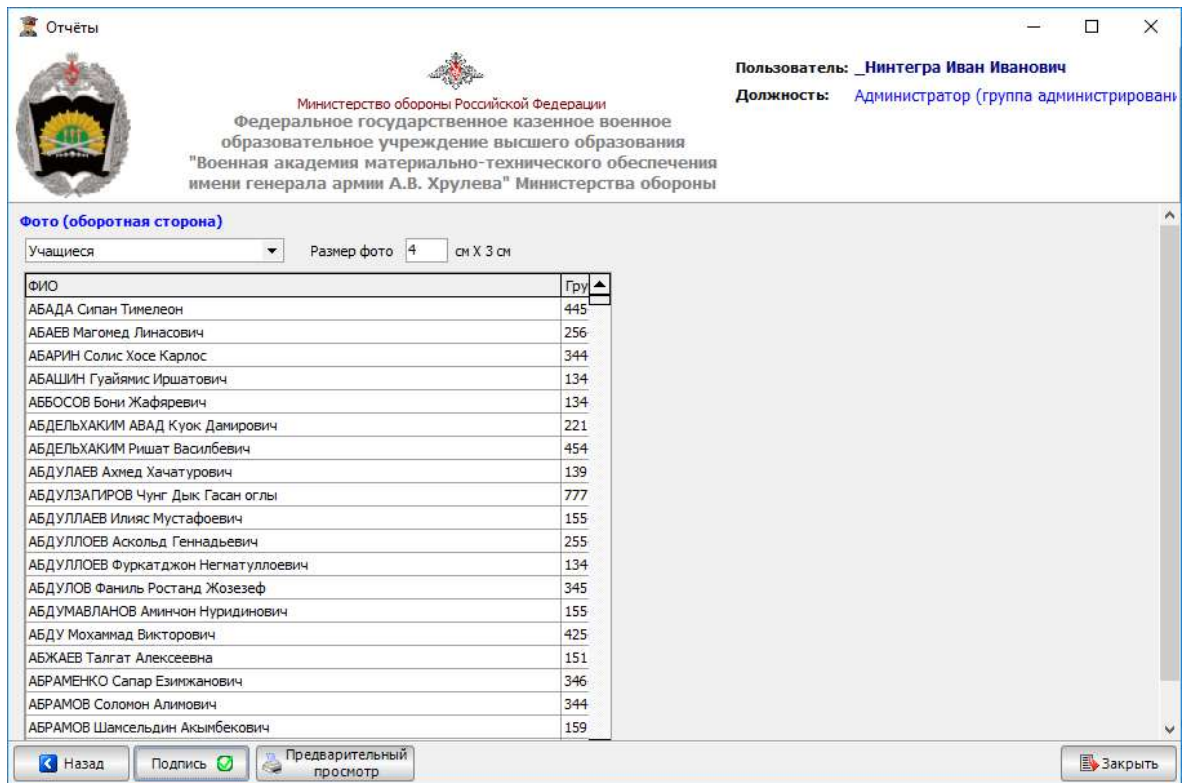 Отчёты
Министерство обороны Российской Федерации
Федеральное государственное казенное военное
образовательное учреждение высшего образования
"Военная академия материально-технического обеспечения
имени генерала армии А.В. Хрулева" Министерства обороны
Пользователь: _Нинтегра Иван Иванович
Должность: Администратор (группа администровани
Фото (оборотная сторона)
Учащиеся Размер фото 4 см X 3 см
ФИО Гру
АБАДА Сипан Тимелеон 445
АБАЕВ Магомед Линасович 256
АБАРИН Солис Хосе Карлос 344
АБАШИН Гуайямис Иршатович 134
АББОСОВ Бони Жафяревич 134
АБДЕЛЬХАКИМ АВАД Куок Дамирович 221
АБДЕЛЬХАКИМ Ришат Василбевич 454
АБДУЛАЕВ Ахмед Хачатурович 139
АБДУЛЗАГИРОВ Чунг Дык Гасан оглы 777
АБДУЛЛАЕВ Илияс Мустафоевич 155
АБДУЛЛОЕВ Аскольд Геннадьевич 255
АБДУЛЛОЕВ Фуркатджон Негматуллоевич 134
АБДУЛОВ Фаниль Ростанд Жозезеф 345
АБДУМАВЛАНОВ Аминчон Нуридинович 155
АБДУ Мохаммад Викторович 425
АБЖАЕВ Талгат Алексеевна 151
АБРАМЕНКО Сапар Езимжанович 346
АБРАМОВ Соломон Алимович 344
АБРАМОВ Шамсельдин Акымбекович 159
Назад Подпись Предварительный просмотр Закрыть